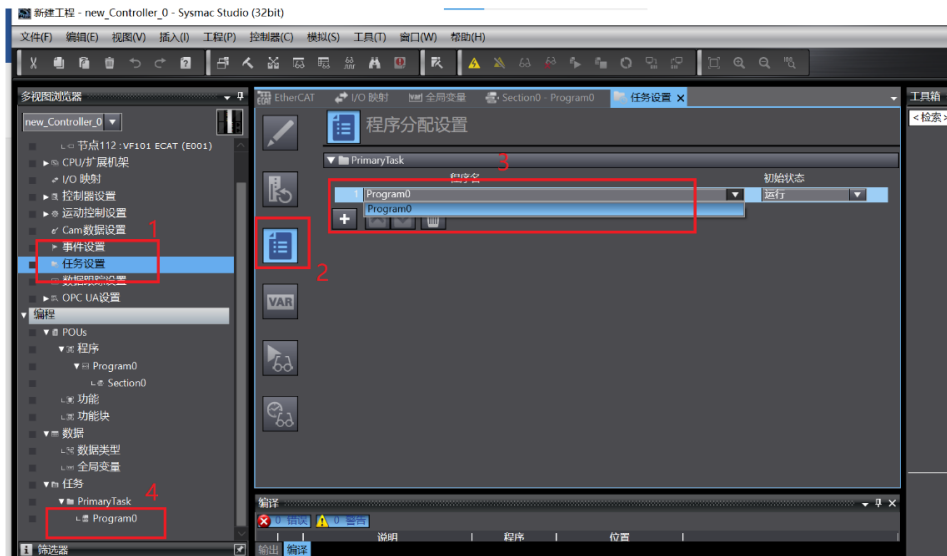 新建工程 - new_Controller_0 - Sysmac Studio (32bit)
文件(F) 编辑(E) 视图(V) 插入(I) 工程(P) 控制器(C) 模拟(S) 工具(T) 窗口(W) 帮助(H)
多视图浏览器
EtherCAT I/O 映射 全局变量 Section0 - Program0 任务设置
工具箱
<检索>
new_Controller_0
程序分配设置
节点112 : VF101 ECAT (E001)
CPU/扩展机架
I/O 映射
控制器设置
运动控制设置
Cam数据设置
1
事件设置
任务设置
数据跟踪设置
OPC UA设置
编程
POUs
程序
Program0
Section0
功能
功能块
数据
数据类型
全局变量
任务
4
PrimaryTask
Program0
筛选器
2
VAR
PrimaryTask
3
程序名 初始状态
1 Program0 运行
Program0
编译
0 错误 0 警告
说明 程序 位置
输出 编译